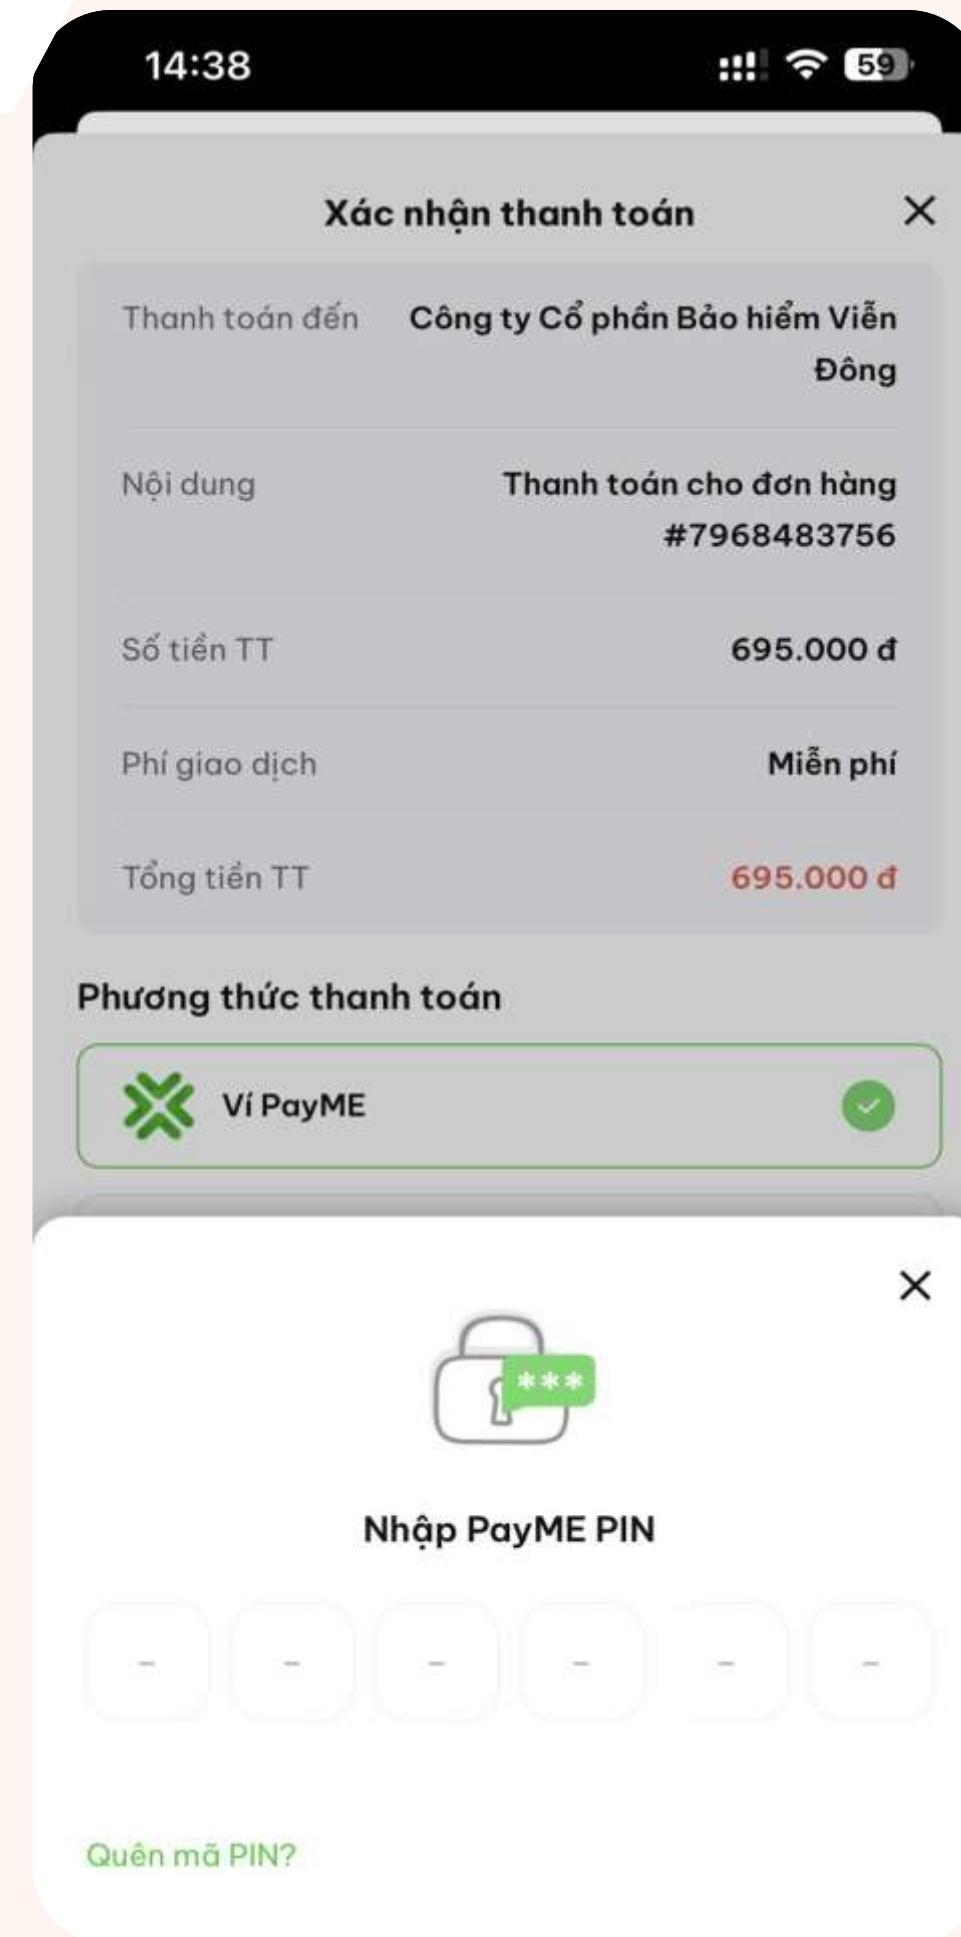 14:38
59
Xác nhận thanh toán
Thanh toán đến
Công ty Cổ phần Bảo hiểm Viễn
Đông
Nội dung
Thanh toán cho đơn hàng
#7968483756
Số tiền TT
695.000 đ
Phí giao dịch
Miễn phí
Tổng tiền TT
695.000 đ
Phương thức thanh toán
Ví PayME
***
Nhập PayME PIN
- - - - - -
Quên mã PIN?